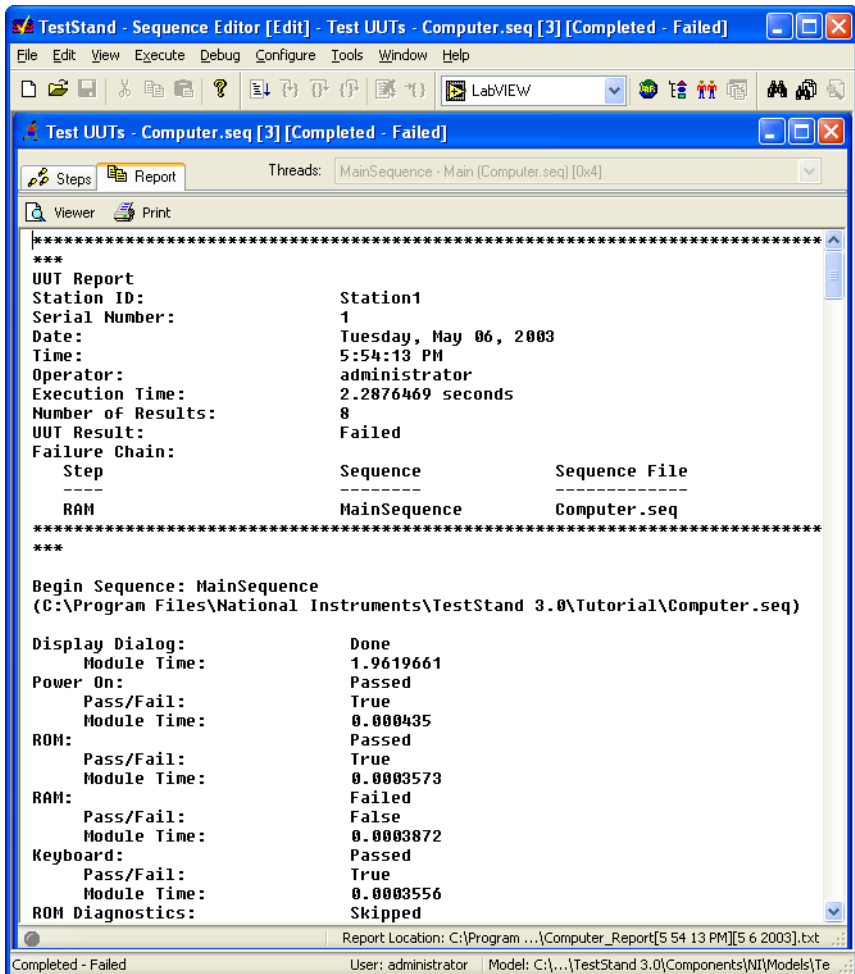 TestStand - Sequence Editor [Edit] - Test UUTs - Computer.seq [3] [Completed - Failed]
File Edit View Execute Debug Configure Tools Window Help
LabVIEW
Test UUTs - Computer.seq [3] [Completed - Failed]
Steps Report Threads: MainSequence - Main (Computer.seq) [0x4]
Viewer Print
******************************************************************************
***
UUT Report
Station ID: Station1
Serial Number: 1
Date: Tuesday, May 06, 2003
Time: 5:54:13 PM
Operator: administrator
Execution Time: 2.2876469 seconds
Number of Results: 8
UUT Result: Failed
Failure Chain:
Step Sequence Sequence File
---- -------- -------------
RAM MainSequence Computer.seq
******************************************************************************
***
Begin Sequence: MainSequence
(C:\Program Files\National Instruments\TestStand 3.0\Tutorial\Computer.seq)
Display Dialog: Done
Module Time: 1.9619661
Power On: Passed
Pass/Fail: True
Module Time: 0.000435
ROM: Passed
Pass/Fail: True
Module Time: 0.0003573
RAM: Failed
Pass/Fail: False
Module Time: 0.0003872
Keyboard: Passed
Pass/Fail: True
Module Time: 0.0003556
ROM Diagnostics: Skipped
Report Location: C:\Program ...\Computer_Report[5 54 13 PM][5 6 2003].txt
Completed - Failed User: administrator Model: C:\...\TestStand 3.0\Components\NI\Models\Te